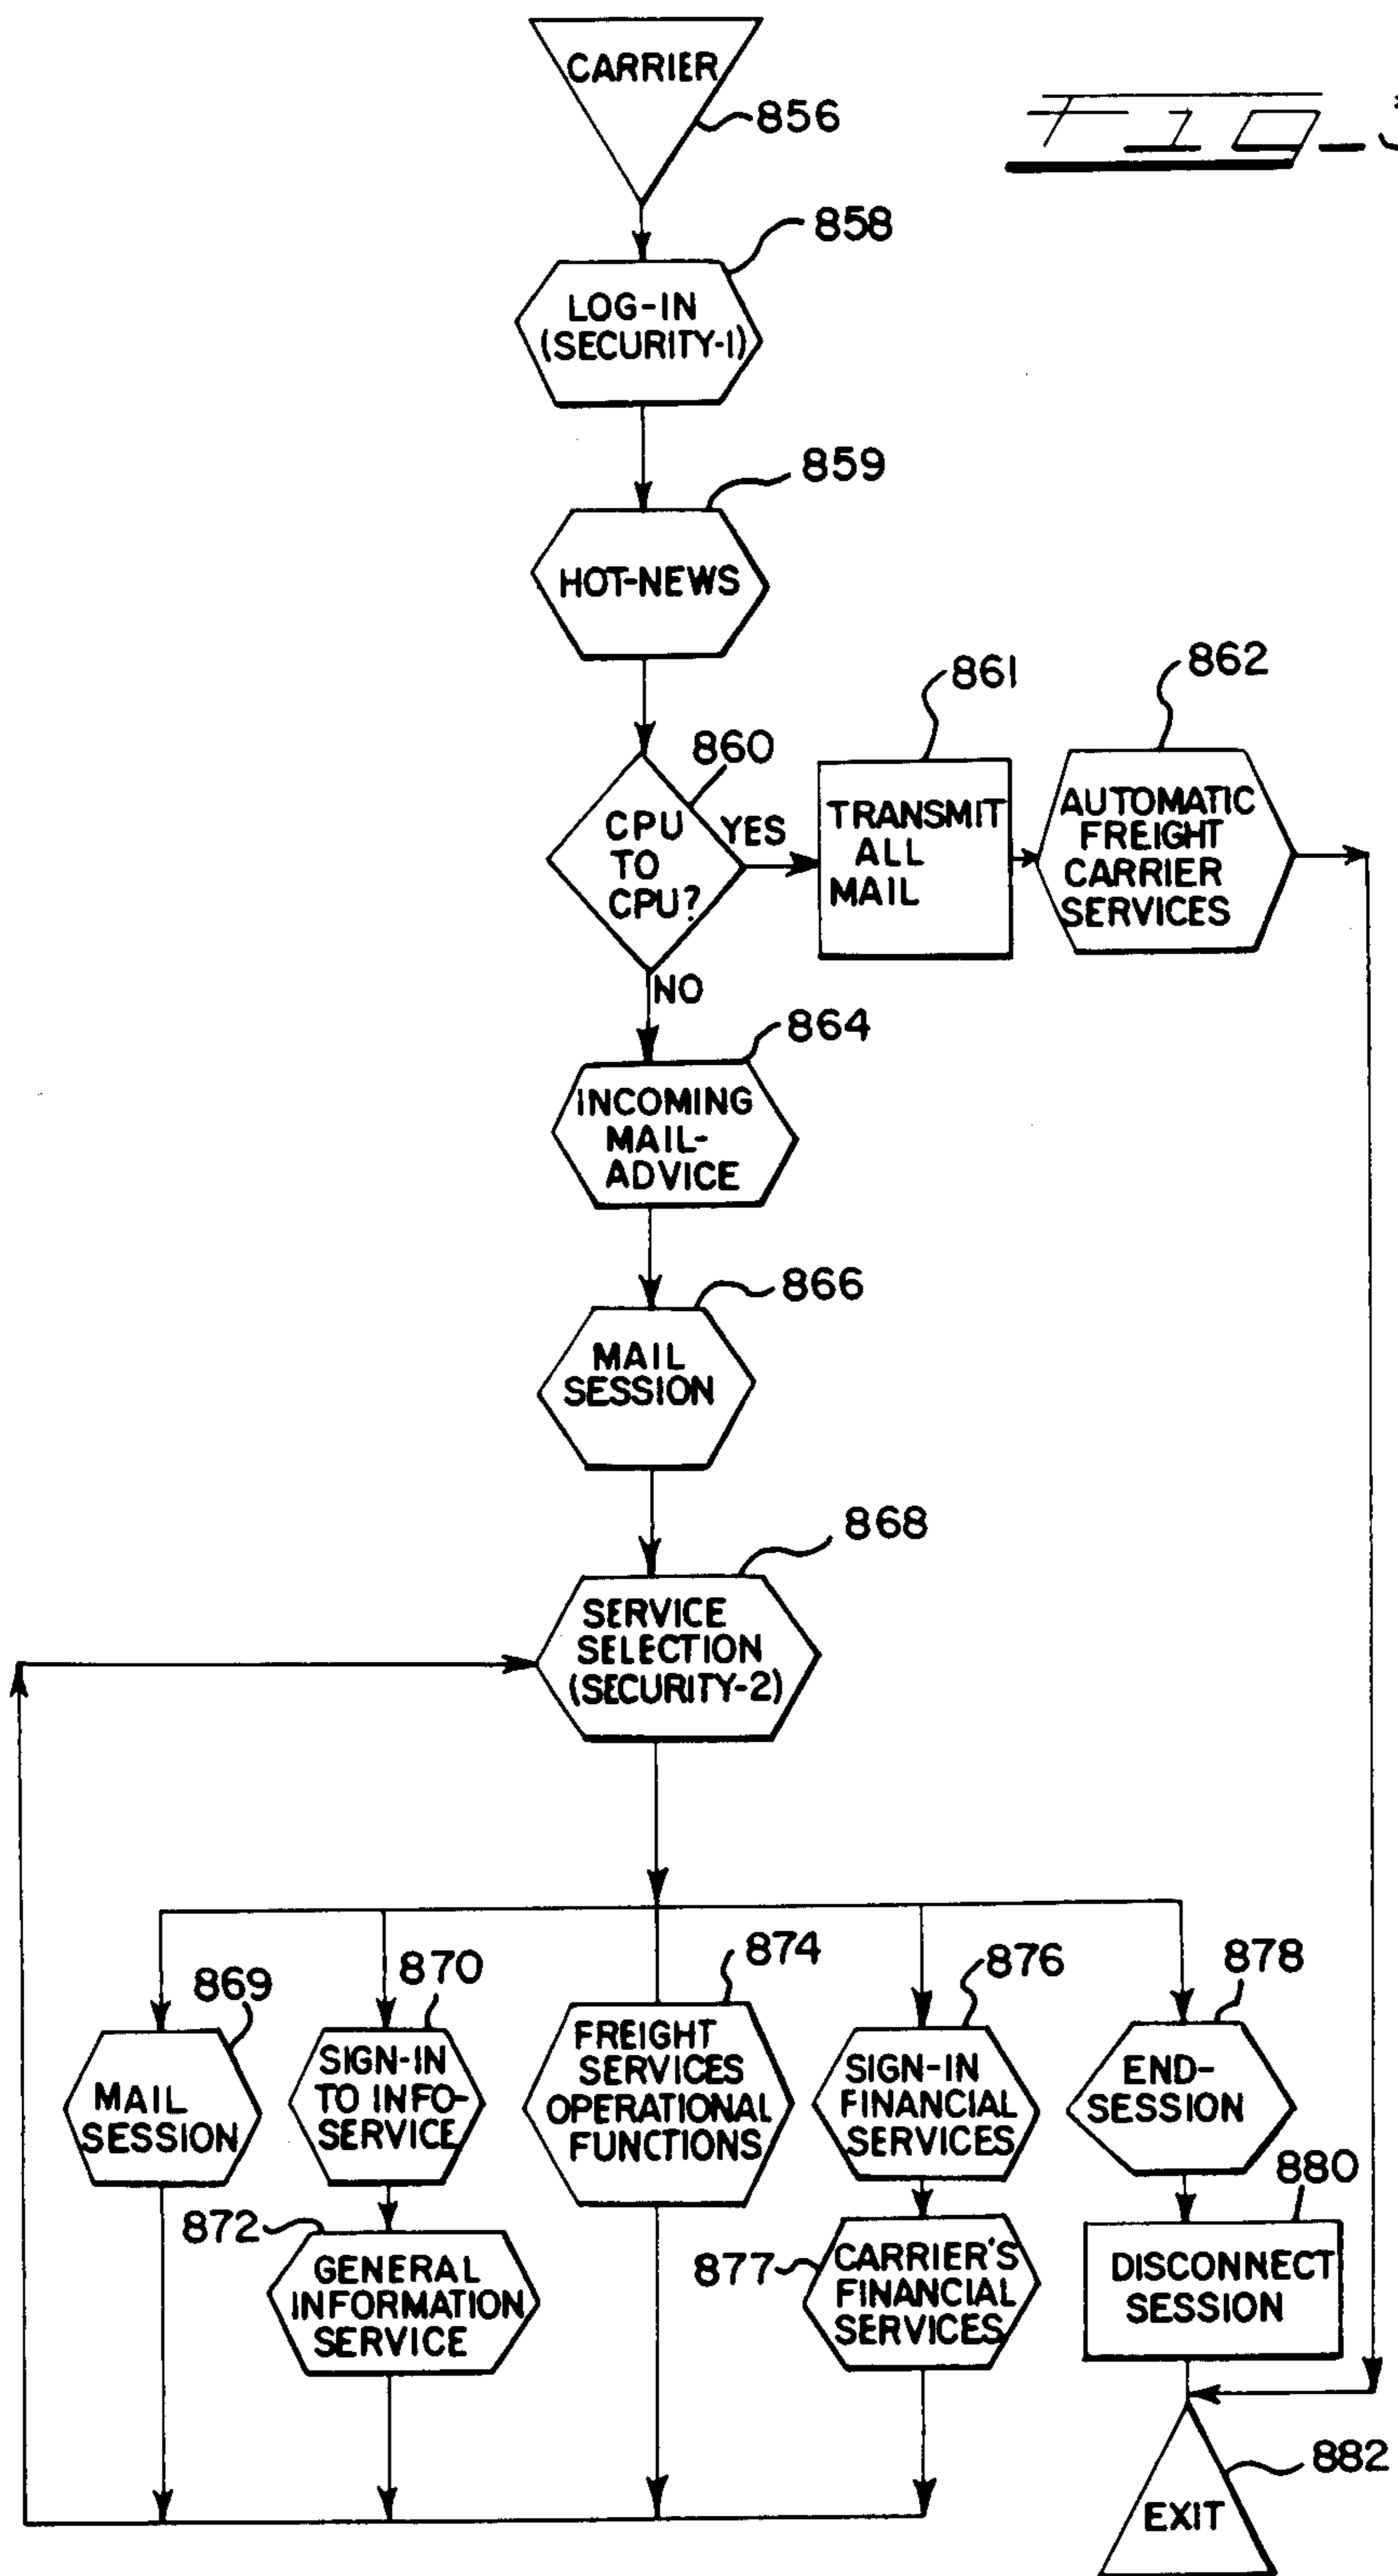 CARRIER
856
Fig_
858
LOG-IN
(SECURITY-1)
859
HOT-NEWS
860
CPU
TO
CPU?
YES
NO
861
TRANSMIT
ALL
MAIL
862
AUTOMATIC
FREIGHT
CARRIER
SERVICES
864
INCOMING
MAIL-
ADVICE
866
MAIL
SESSION
868
SERVICE
SELECTION
(SECURITY-2)
869
MAIL
SESSION
870
SIGN-IN
TO INFO-
SERVICE
872
GENERAL
INFORMATION
SERVICE
874
FREIGHT
SERVICES
OPERATIONAL
FUNCTIONS
876
SIGN-IN
FINANCIAL
SERVICES
877
CARRIER'S
FINANCIAL
SERVICES
878
END-
SESSION
880
DISCONNECT
SESSION
882
EXIT